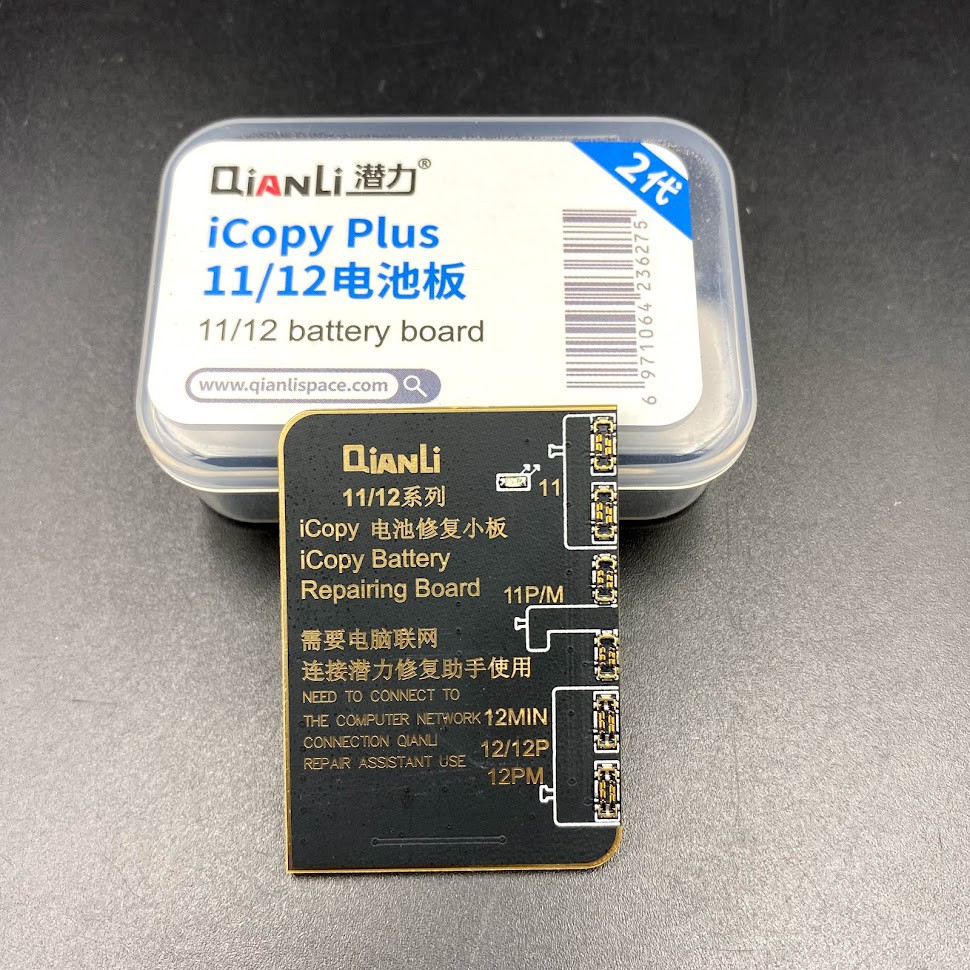 QiANLi 潜力®
2代
iCopy Plus
11/12电池板
11/12 battery board
www.qianlispace.com
6 971064 236275
QiANLi
11/12系列
iCopy 电池修复小板
iCopy Battery
Repairing Board
需要电脑联网
连接潜力修复助手使用
NEED TO CONNECT TO
THE COMPUTER NETWORK
CONNECTION QIANLI
REPAIR ASSISTANT USE
11
11P/M
12MIN
12/12P
12PM